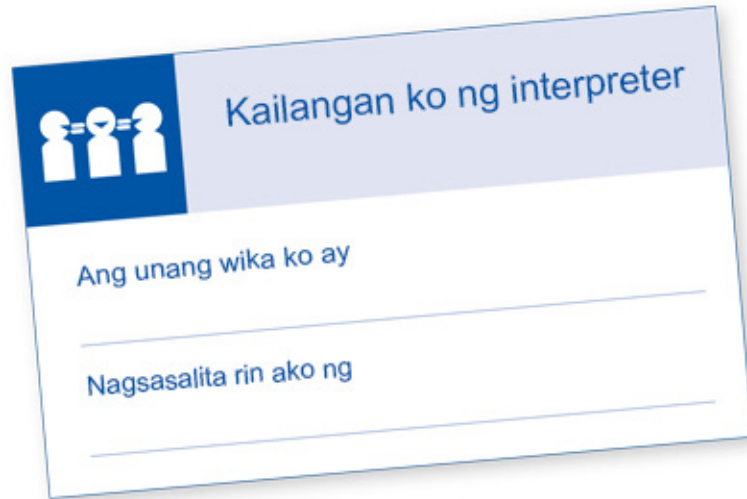 Kailangan ko ng interpreter
Ang unang wika ko ay
Nagsasalita rin ako ng